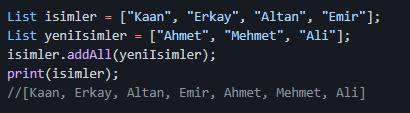 List isimler = ["Kaan", "Erkay", "Altan", "Emir"];
List yeniIsimler = ["Ahmet", "Mehmet", "Ali"];
isimler.addAll(yeniIsimler);
print(isimler);
//[Kaan, Erkay, Altan, Emir, Ahmet, Mehmet, Ali]